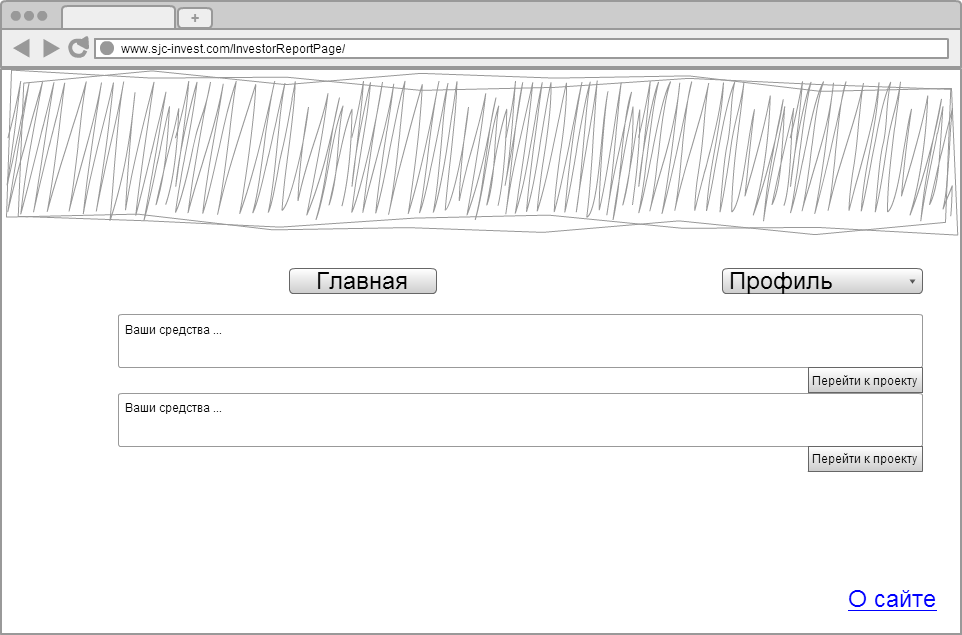 +
www.sjc-invest.com/InvestorReportPage/
Главная
Профиль
Ваши средства ...
Перейти к проекту
Ваши средства ...
Перейти к проекту
О сайте